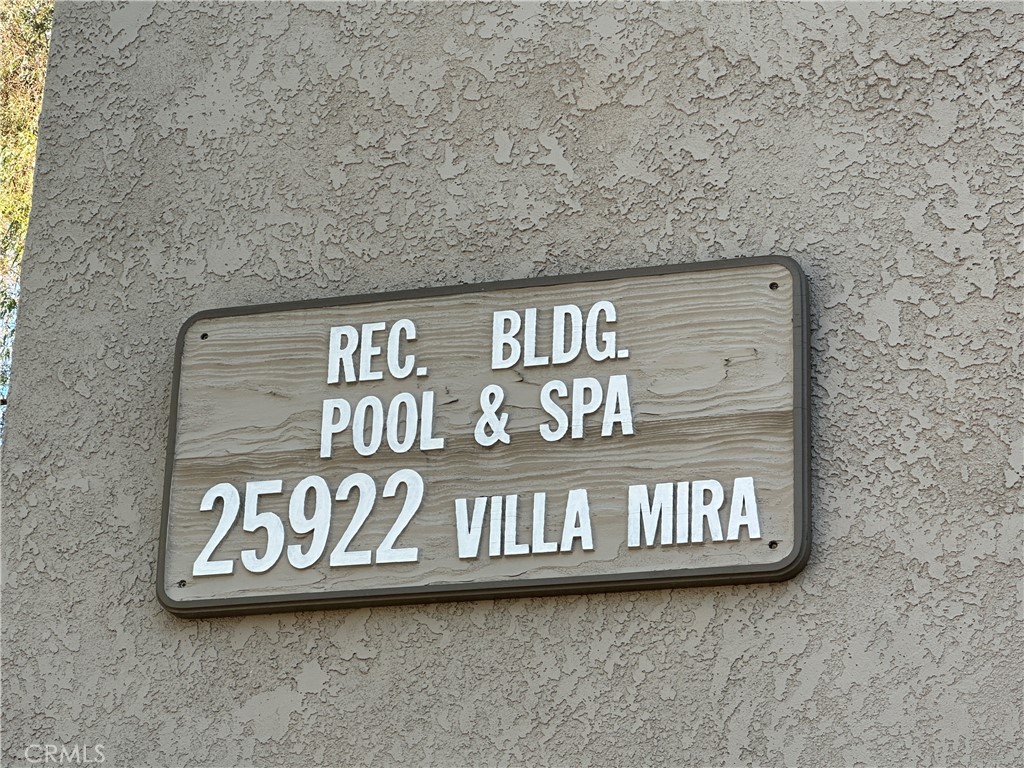 REC. BLDG.
POOL & SPA
25922 VILLA MIRA
CRMLS